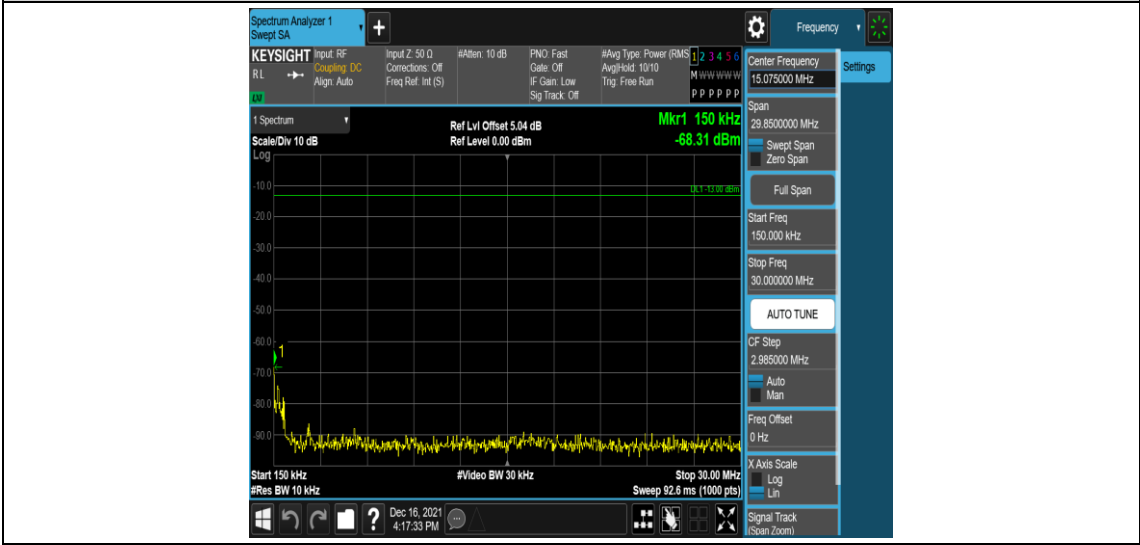 Spectrum Analyzer 1
Swept SA
+
Frequency
KEYSIGHT
RL
LM
Input: RF
Coupling: DC
Align: Auto
Input Z: 50 Ω
Corrections: Off
Freq Ref: Int (S)
#Atten: 10 dB
PNO: Fast
Gate: Off
IF Gain: Low
Sig Track: Off
#Avg Type: Power (RMS
Avg|Hold: 10/10
Trig: Free Run
1 2 3 4 5 6
M W W W W W
P P P P P P
1 Spectrum
Scale/Div 10 dB
Log
Ref Lvl Offset 5.04 dB
Ref Level 0.00 dBm
Mkr1 150 kHz
-68.31 dBm
DL1 -13.00 dBm
-10.0
-20.0
-30.0
-40.0
-50.0
-60.0
-70.0
-80.0
-90.0
1
Start 150 kHz
#Res BW 10 kHz
#Video BW 30 kHz
Stop 30.00 MHz
Sweep 92.6 ms (1000 pts)
Center Frequency
15.075000 MHz
Settings
Span
29.8500000 MHz
Swept Span
Zero Span
Full Span
Start Freq
150.000 kHz
Stop Freq
30.000000 MHz
AUTO TUNE
CF Step
2.985000 MHz
Auto
Man
Freq Offset
0 Hz
X Axis Scale
Log
Lin
Signal Track
(Span Zoom)
?
Dec 16, 2021
4:17:33 PM